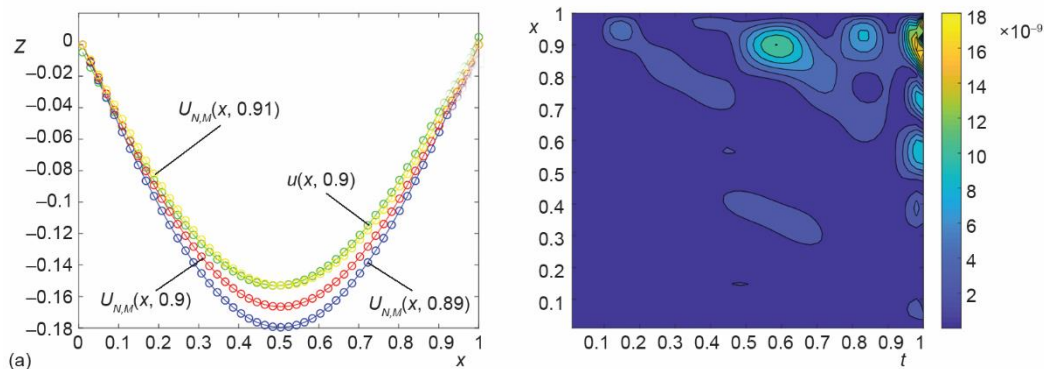 Z
0
–0.02
–0.04
–0.06
–0.08
–0.1
–0.12
–0.14
–0.16
–0.18
U_{N,M}(x, 0.91)
u(x, 0.9)
U_{N,M}(x, 0.9)
U_{N,M}(x, 0.89)
0 0.1 0.2 0.3 0.4 0.5 0.6 0.7 0.8 0.9 1
(a) x
x 1
0.9
0.8
0.7
0.6
0.5
0.4
0.3
0.2
0.1
0.1 0.2 0.3 0.4 0.5 0.6 0.7 0.8 0.9 1
t
18 ×10⁻⁹
16
14
12
10
8
6
4
2